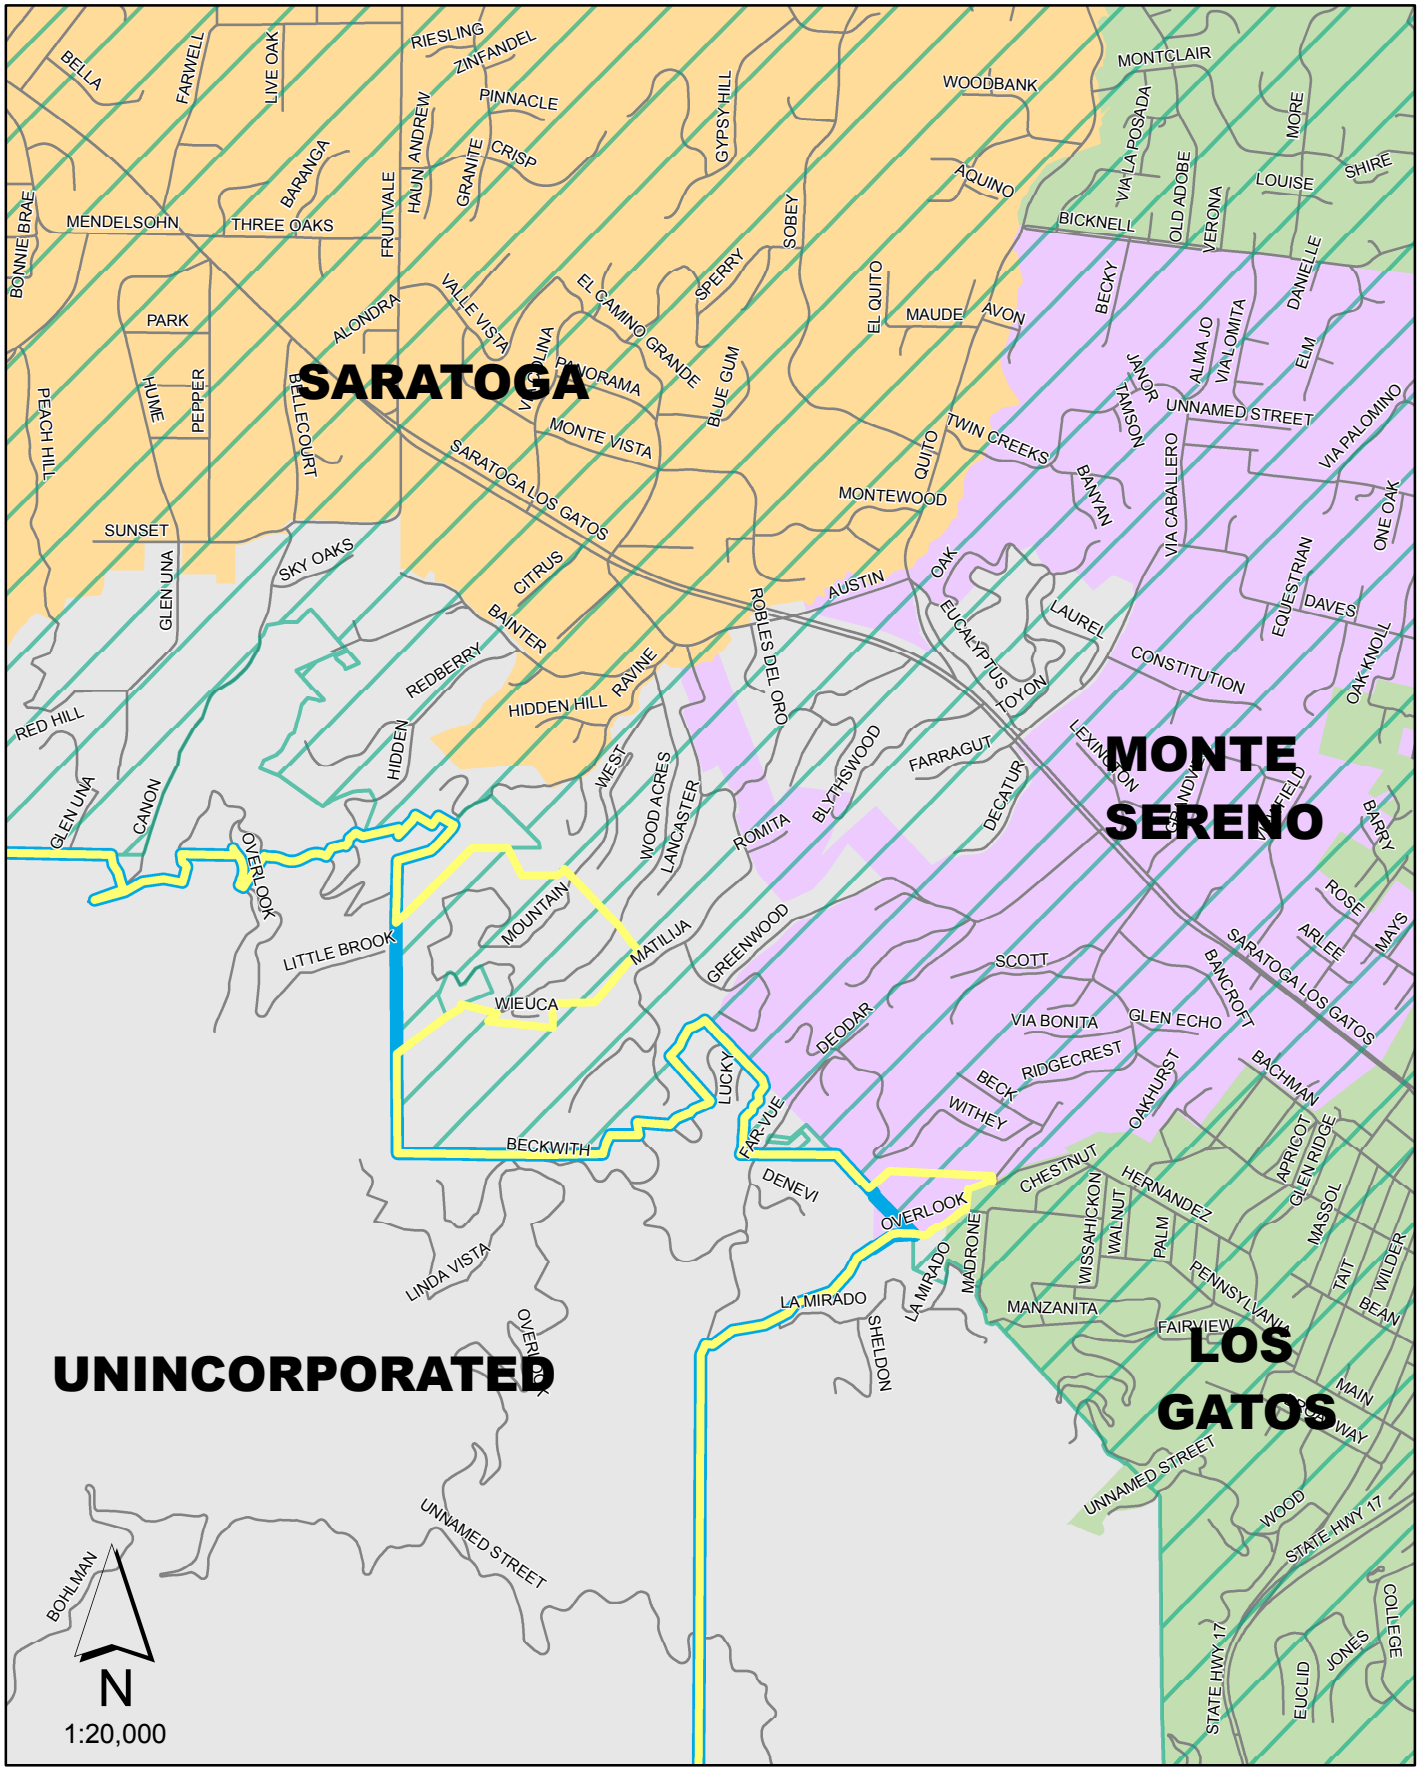 RIESLING
ZINFANDEL
BELLA
FARWELL
LIVE OAK
MONTCLAIR
WOODBANK
GYPSY HILL
PINNACLE
HAUN ANDREW
VIA LA POSADA
MORE
CRISP
GRANITE
BARANGA
AQUINO
OLD ADOBE
SHIRE
LOUISE
FRUITVALE
BONNIE BRAE
MENDELSOHN
THREE OAKS
SOBEY
BICKNELL
VERONA
SPERRY
BECKY
DANIELLE
EL QUITO
MAUDE
AVON
VALLE VISTA
EL CAMINO GRANDE
ALONDRA
PARK
ALMA JO
VIA LOMITA
ELM
SARATOGA
PANORAMA
BLUE GUM
JANOR
TAMSON
HUME
PEPPER
BELLECOURT
PEACH HILL
UNNAMED STREET
VIA PALOMINO
MONTE VISTA
TWIN CREEKS
QUITO
SARATOGA LOS GATOS
MONTEWOOD
BANYAN
VIA CABALLERO
ONE OAK
SUNSET
SKY OAKS
GLEN UNA
CITRUS
AUSTIN
OAK
EQUESTRIAN
DAVES
BAINTER
ROBLES DEL ORO
EUCALYPTUS
LAUREL
REDBERRY
RAVINE
CONSTITUTION
OAK KNOLL
TOYON
HIDDEN HILL
RED HILL
HIDDEN
WEST
WOOD ACRES
LANCASTER
BLYTHSWOOD
FARRAGUT
DECATUR
LEXINGTON
MONTE
SERENO
GLEN UNA
CANON
ROMITA
BARRY
OVERLOOK
MOUNTAIN
MATILIJA
GREENWOOD
LITTLE BROOK
ROSE
ARLEE
MAYS
SARATOGA LOS GATOS
SCOTT
BANCROFT
WIEUCA
DEODAR
VIA BONITA
GLEN ECHO
RIDGECREST
BECK
WITHEY
OAKHURST
BACHMAN
LUCKY
FAR-VUE
BECKWITH
DENEVI
APRICOT
GLEN RIDGE
CHESTNUT
HERNANDEZ
OVERLOOK
WISSAHICKON
WALNUT
PALM
MASSOL
MADRONE
LA MIRADO
LINDA VISTA
TAIT
WILDER
BEAN
PENNSYLVANIA
LA MIRADO
MANZANITA
FAIRVIEW
SHELDON
OVERLOOK
UNINCORPORATED
LOS
GATOS
MAIN
BROADWAY
UNNAMED STREET
WOOD
STATE HWY 17
UNNAMED STREET
BOHLMAN
COLLEGE
JONES
EUCLID
STATE HWY 17
N
1:20,000